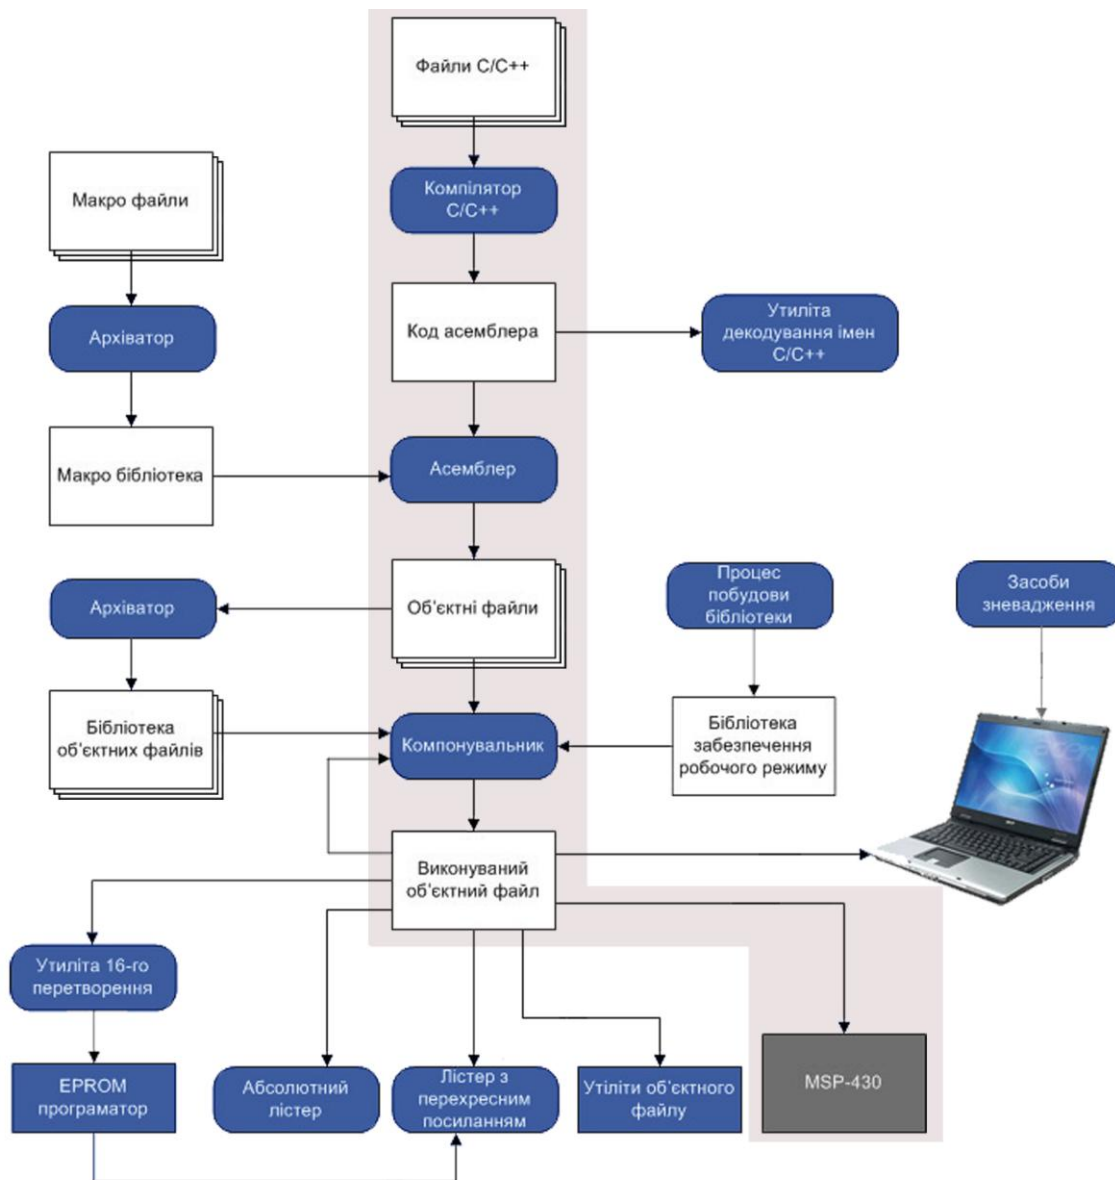 Файли C/C++
Макро файли
Компілятор
C/C++
Архіватор
Код асемблера
Утиліта
декодування імен
C/C++
Макро бібліотека
Асемблер
Архіватор
Об'єктні файли
Процес
побудови
бібліотеки
Засоби
зневадження
Бібліотека
об'єктних файлів
Компонувальник
Бібліотека
забезпечення
робочого режиму
Виконуваний
об'єктний файл
Утиліта 16-го
перетворення
EPROM
програматор
Абсолютний
лістер
Лістер з
перехресним
посиланням
Утіліти об'єктного
файлу
MSP-430